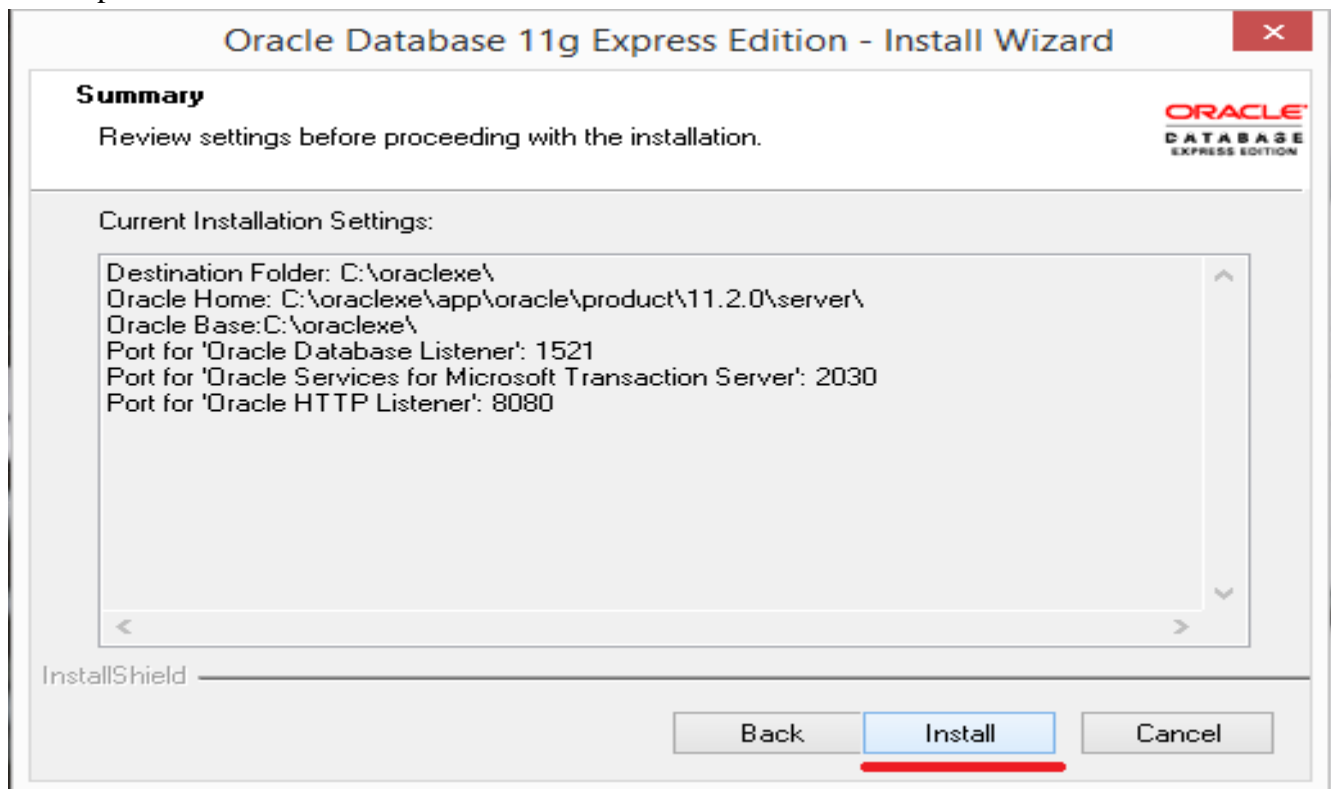 Oracle Database 11g Express Edition - Install Wizard
Summary
Review settings before proceeding with the installation.
ORACLE
DATABASE
EXPRESS EDITION
Current Installation Settings:
Destination Folder: C:\oraclexe\
Oracle Home: C:\oraclexe\app\oracle\product\11.2.0\server\
Oracle Base:C:\oraclexe\
Port for 'Oracle Database Listener': 1521
Port for 'Oracle Services for Microsoft Transaction Server': 2030
Port for 'Oracle HTTP Listener': 8080
InstallShield
Back Install Cancel